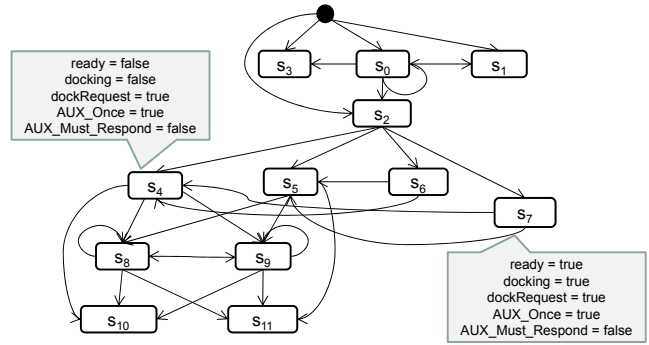 ready = false
docking = false
dockRequest = true
AUX_Once = true
AUX_Must_Respond = false
s3 s0 s1
s2
s4 s5 s6
s7
s8 s9
s10 s11
ready = true
docking = true
dockRequest = true
AUX_Once = true
AUX_Must_Respond = false